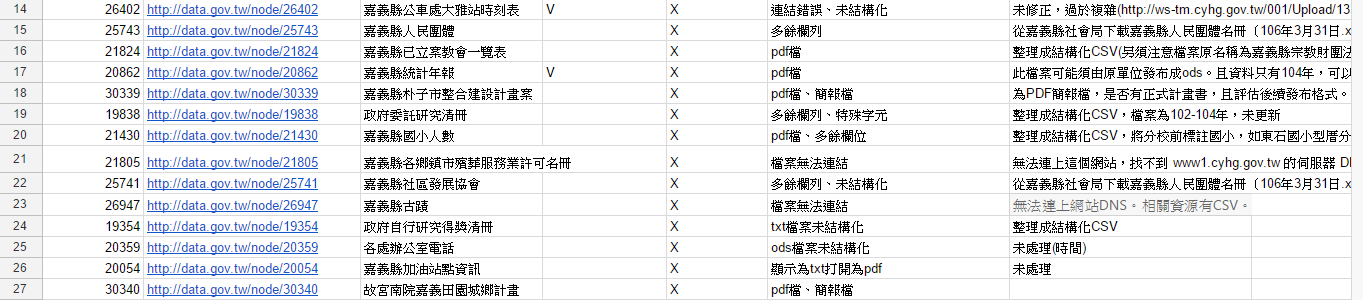 14 26402 http://data.gov.tw/node/26402 嘉義縣公車處大雅站時刻表 V X 連結錯誤、未結構化 未修正，過於複雜(http://ws-tm.cyhg.gov.tw/001/Upload/13
15 25743 http://data.gov.tw/node/25743 嘉義縣人民團體 X 多餘欄列 從嘉義縣社會局下載嘉義縣人民團體名冊〔106年3月31日.x
16 21824 http://data.gov.tw/node/21824 嘉義縣已立案教會一覽表 X pdf檔 整理成結構化CSV(另須注意檔案原名稱為嘉義縣宗教財團法
17 20862 http://data.gov.tw/node/20862 嘉義縣統計年報 V X pdf檔 此檔案可能須由原單位發布成ods。且資料只有104年，可以
18 30339 http://data.gov.tw/node/30339 嘉義縣朴子市整合建設計畫案 X pdf檔、簡報檔 為PDF簡報檔，是否有正式計畫書，且評估後續發布格式。
19 19838 http://data.gov.tw/node/19838 政府委託研究清冊 X 多餘欄列、特殊字元 整理成結構化CSV，檔案為102-104年，未更新
20 21430 http://data.gov.tw/node/21430 嘉義縣國小人數 X pdf檔、多餘欄位 整理成結構化CSV，將分校前標註國小，如東石國小型厝分
21 21805 http://data.gov.tw/node/21805 嘉義縣各鄉鎮市殯葬服務業許可名冊 X 檔案無法連結 無法連上這個網站，找不到 www1.cyhg.gov.tw 的伺服器 D
22 25741 http://data.gov.tw/node/25741 嘉義縣社區發展協會 X 多餘欄列、未結構化 從嘉義縣社會局下載嘉義縣人民團體名冊〔106年3月31日.x
23 26947 http://data.gov.tw/node/26947 嘉義縣古蹟 X 檔案無法連結 無法連上網站DNS。相關資源有CSV。
24 19354 http://data.gov.tw/node/19354 政府自行研究得獎清冊 X txt檔案未結構化 整理成結構化CSV
25 20359 http://data.gov.tw/node/20359 各處辦公室電話 X ods檔案未結構化 未處理(時間)
26 20054 http://data.gov.tw/node/20054 嘉義縣加油站點資訊 X 顯示為txt打開為pdf 未處理
27 30340 http://data.gov.tw/node/30340 故宮南院嘉義田園城鄉計畫 X pdf檔、簡報檔